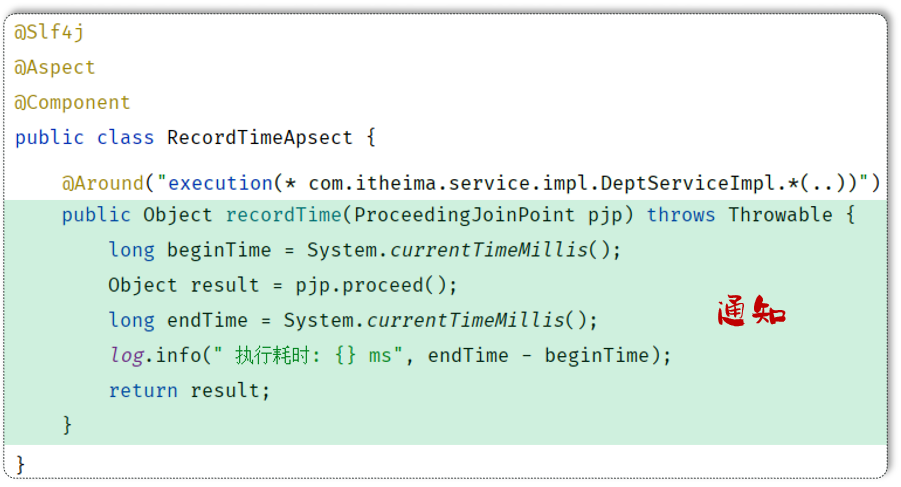 @Slf4j
@Aspect
@Component
public class RecordTimeApsect {
@Around("execution(* com.itheima.service.impl.DeptServiceImpl.*(..))")
public Object recordTime(ProceedingJoinPoint pjp) throws Throwable {
long beginTime = System.currentTimeMillis();
Object result = pjp.proceed();
long endTime = System.currentTimeMillis();
通知
log.info(" 执行耗时: {} ms", endTime - beginTime);
return result;
}
}